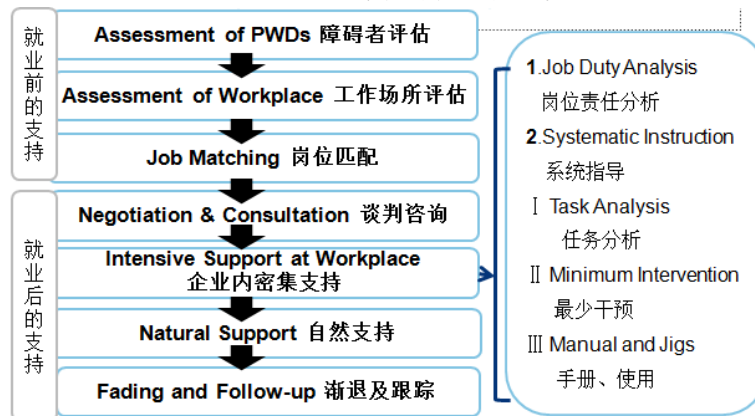 就业前的支持
Assessment of PWDs 障碍者评估
Assessment of Workplace 工作场所评估
Job Matching 岗位匹配
就业后的支持
Negotiation & Consultation 谈判咨询
Intensive Support at Workplace
企业内密集支持
Natural Support 自然支持
Fading and Follow-up 渐退及跟踪
1.Job Duty Analysis
岗位责任分析
2.Systematic Instruction
系统指导
Ⅰ Task Analysis
任务分析
Ⅱ Minimum Intervention
最少干预
Ⅲ Manual and Jigs
手册、使用